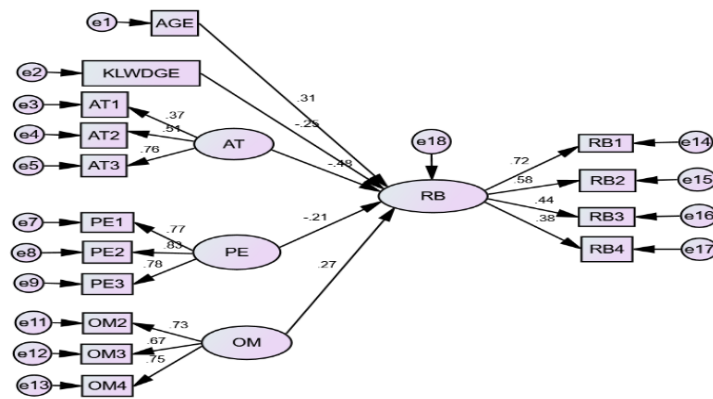 e1 AGE
.31
e2 KLWDGE
-.25
e3 AT1
.37
e4 AT2
.51
AT
-.48
e5 AT3
.76
e18
RB
.72
RB1 e14
.58
RB2 e15
.44
RB3 e16
.38
RB4 e17
e7 PE1
.77
e8 PE2
.83
PE
-.21
e9 PE3
.78
.27
e11 OM2
.73
e12 OM3
.67
OM
e13 OM4
.75